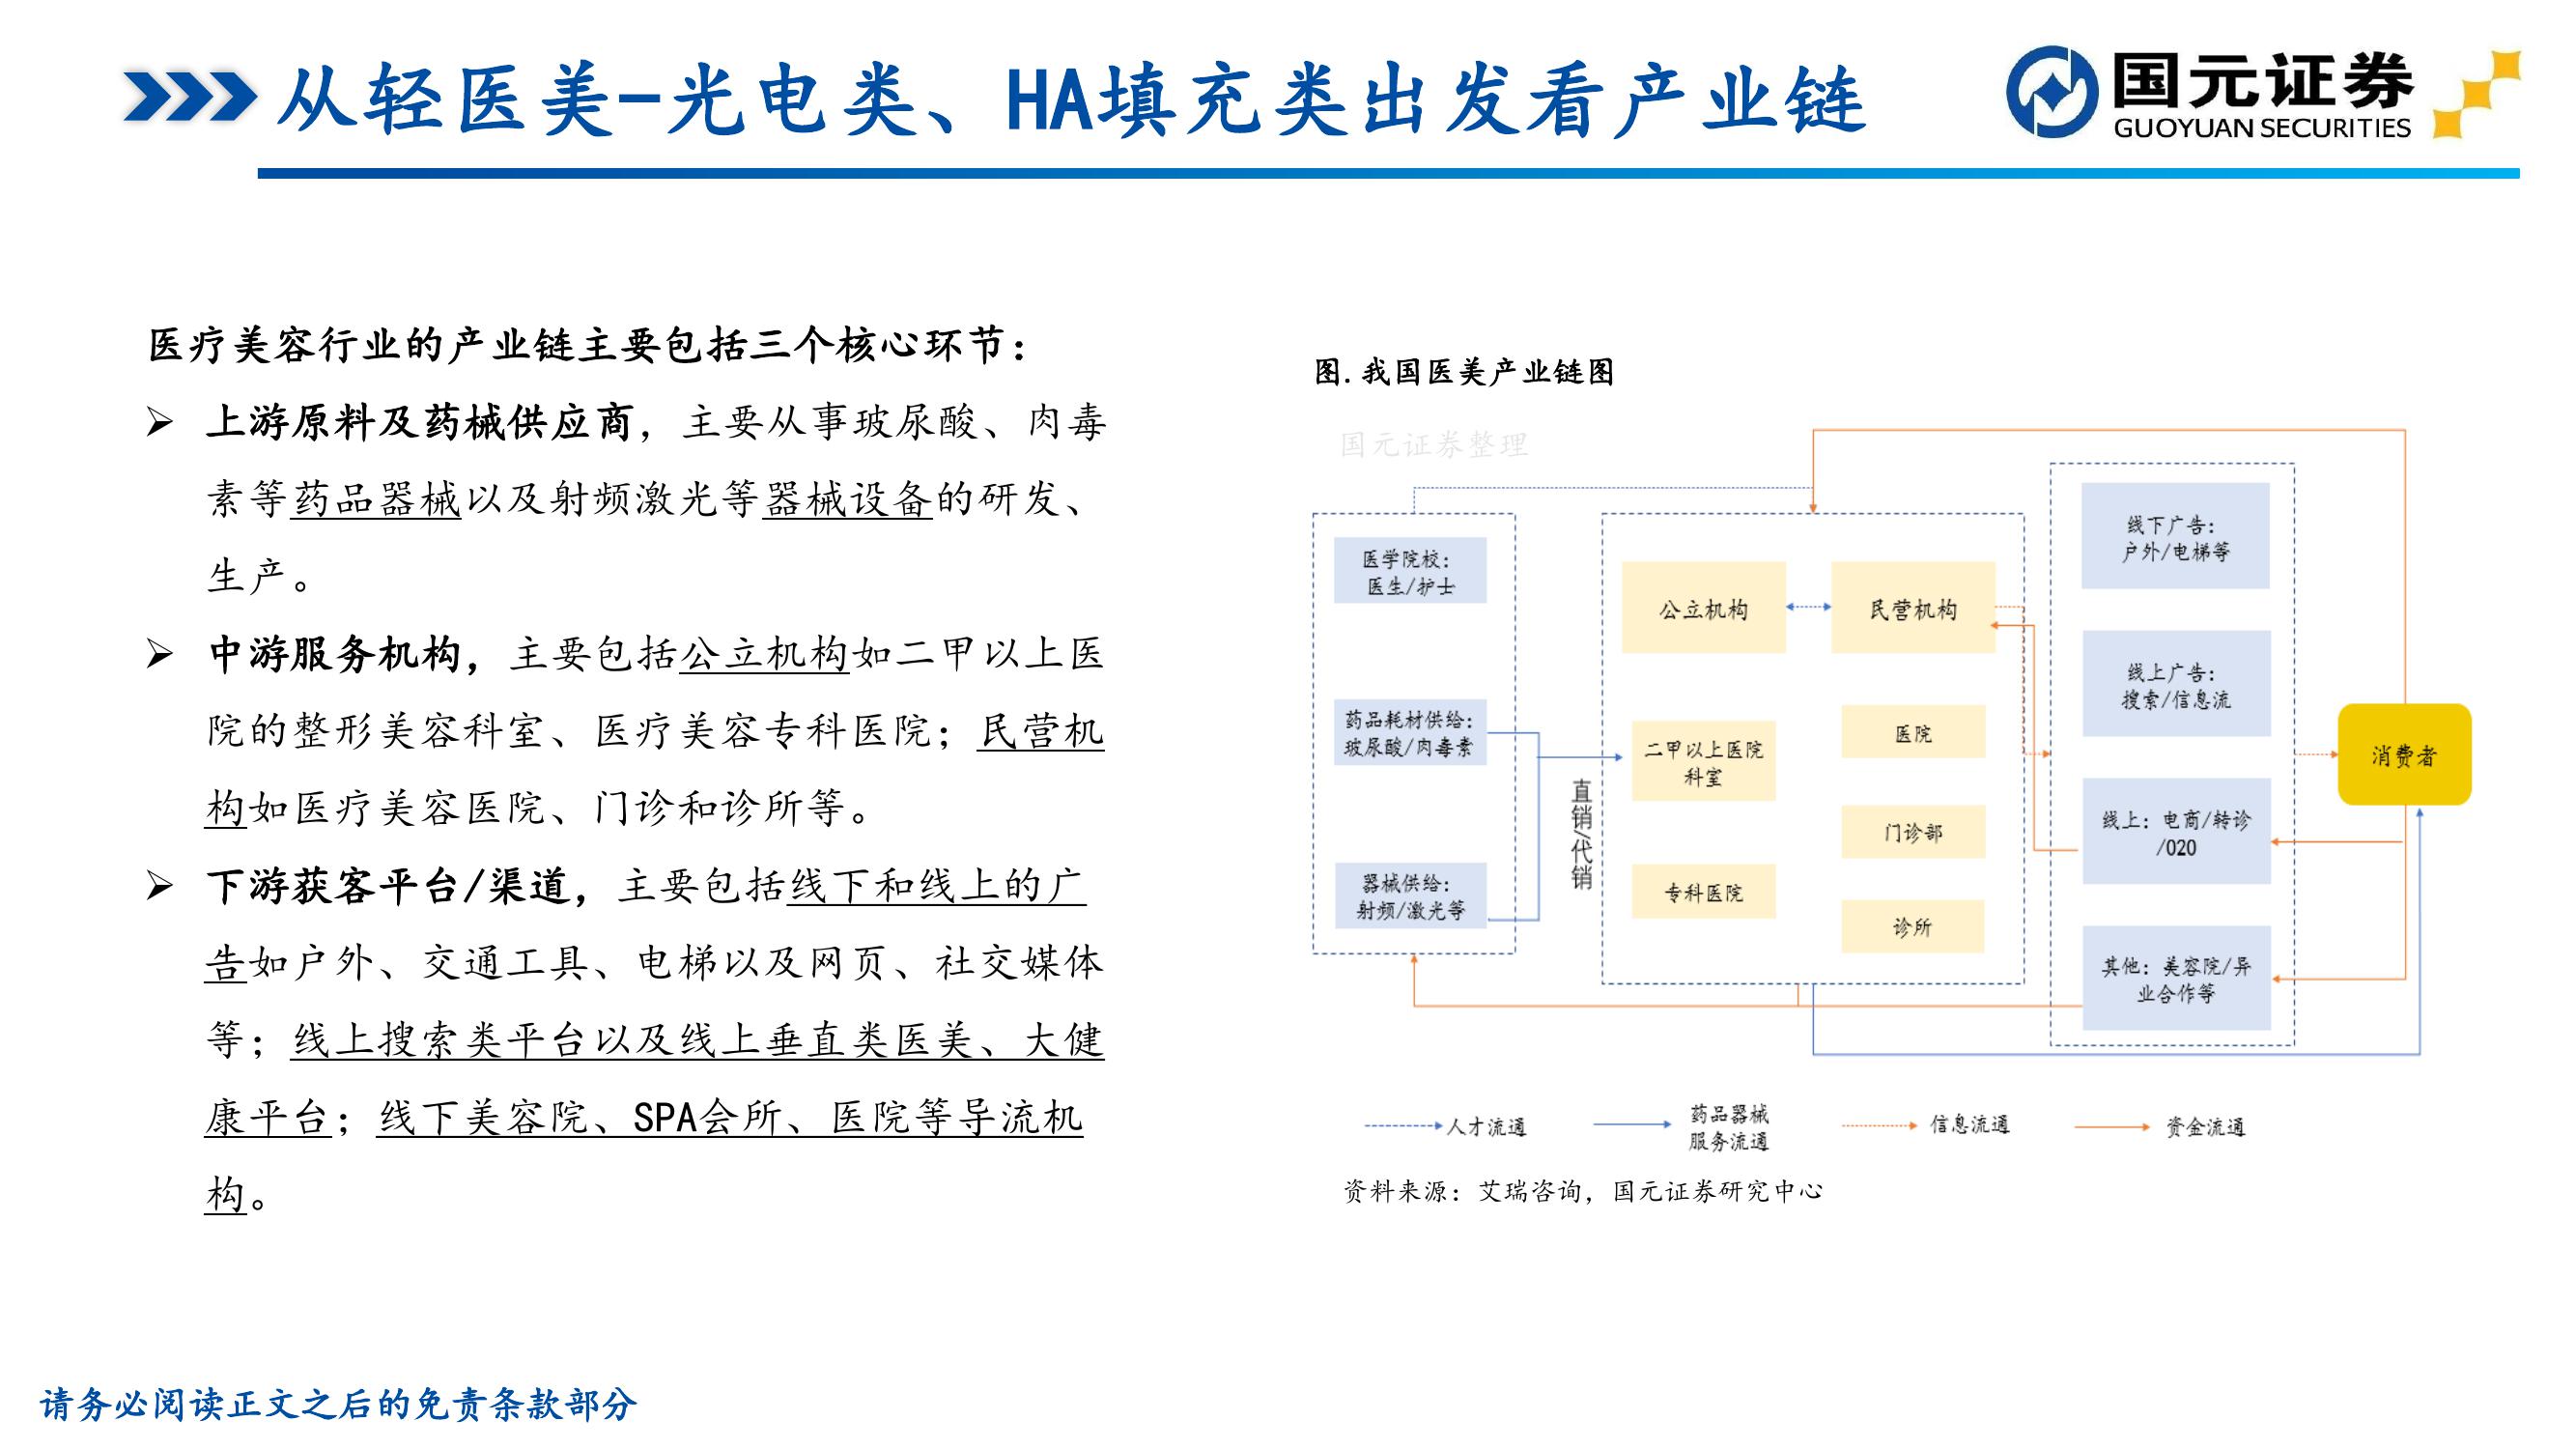 从轻医美-光电类、HA填充类出发看产业链
国元证券
GUOYUAN SECURITIES
医疗美容行业的产业链主要包括三个核心环节：
➢ 上游原料及药械供应商，主要从事玻尿酸、肉毒
素等药品器械以及射频激光等器械设备的研发、
生产。
➢ 中游服务机构，主要包括公立机构如二甲以上医
院的整形美容科室、医疗美容专科医院；民营机
构如医疗美容医院、门诊和诊所等。
➢ 下游获客平台/渠道，主要包括线下和线上的广
告如户外、交通工具、电梯以及网页、社交媒体
等；线上搜索类平台以及线上垂直类医美、大健
康平台；线下美容院、SPA会所、医院等导流机
构。
图.我国医美产业链图
国元证券整理
医学院校：
医生/护士
药品耗材供给：
玻尿酸/肉毒素
器械供给：
射频/激光等
直销/代销
公立机构
民营机构
二甲以上医院
科室
专科医院
医院
门诊部
诊所
线下广告：
户外/电梯等
线上广告：
搜索/信息流
线上：电商/转诊
/O2O
其他：美容院/异
业合作等
消费者
人才流通
药品器械
服务流通
信息流通
资金流通
资料来源：艾瑞咨询，国元证券研究中心
请务必阅读正文之后的免责条款部分